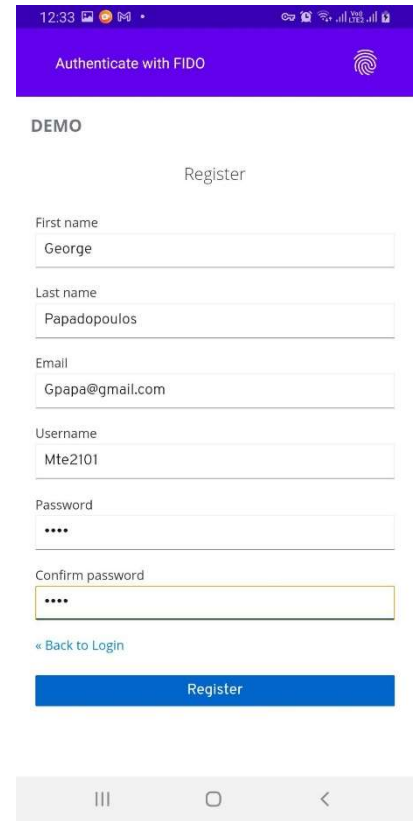 12:33
Authenticate with FIDO
DEMO
Register
First name
George
Last name
Papadopoulos
Email
Gpapa@gmail.com
Username
Mte2101
Password
••••
Confirm password
••••
« Back to Login
Register